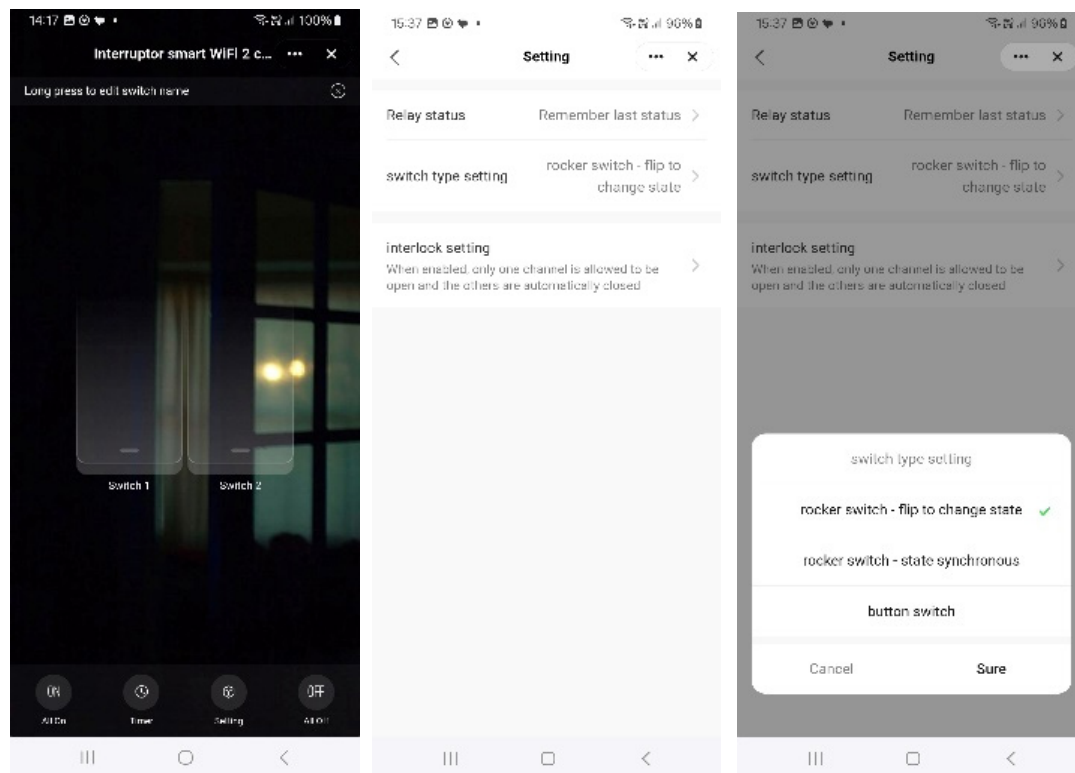 14:17
100%
Interruptor smart WiFi 2 c...
Long press to edit switch name
Switch 1
Switch 2
ON
All On
Timer
Setting
OFF
All Off
15:37
96%
Setting
Relay status
Remember last status
switch type setting
rocker switch - flip to
change state
interlock setting
When enabled, only one channel is allowed to be
open and the others are automatically closed
15:37
96%
Setting
Relay status
Remember last status
switch type setting
rocker switch - flip to
change state
interlock setting
When enabled, only one channel is allowed to be
open and the others are automatically closed
switch type setting
rocker switch - flip to change state
rocker switch - state synchronous
button switch
Cancel
Sure